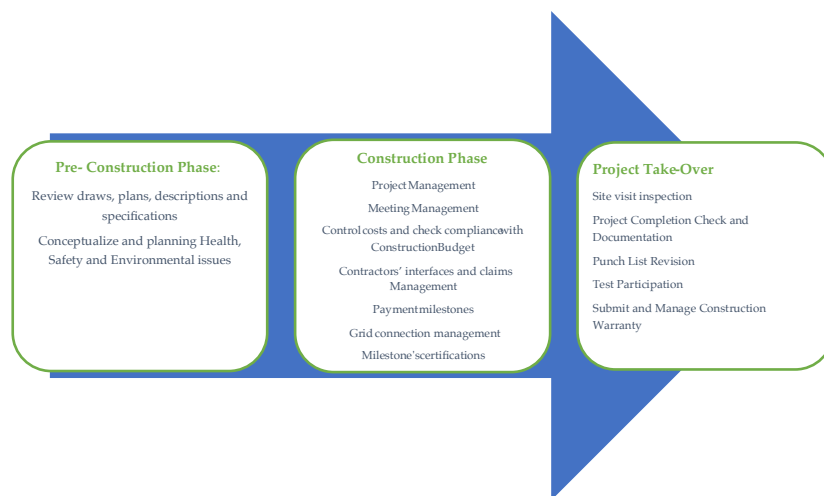 Pre- Construction Phase:
Review draws, plans, descriptions and
specifications
Conceptualize and planning Health,
Safety and Environmental issues
Construction Phase
Project Management
Meeting Management
Control costs and check compliance with
Construction Budget
Contractors' interfaces and claims
Management
Payment milestones
Grid connection management
Milestone's certifications
Project Take-Over
Site visit inspection
Project Completion Check and
Documentation
Punch List Revision
Test Participation
Submit and Manage Construction
Warranty